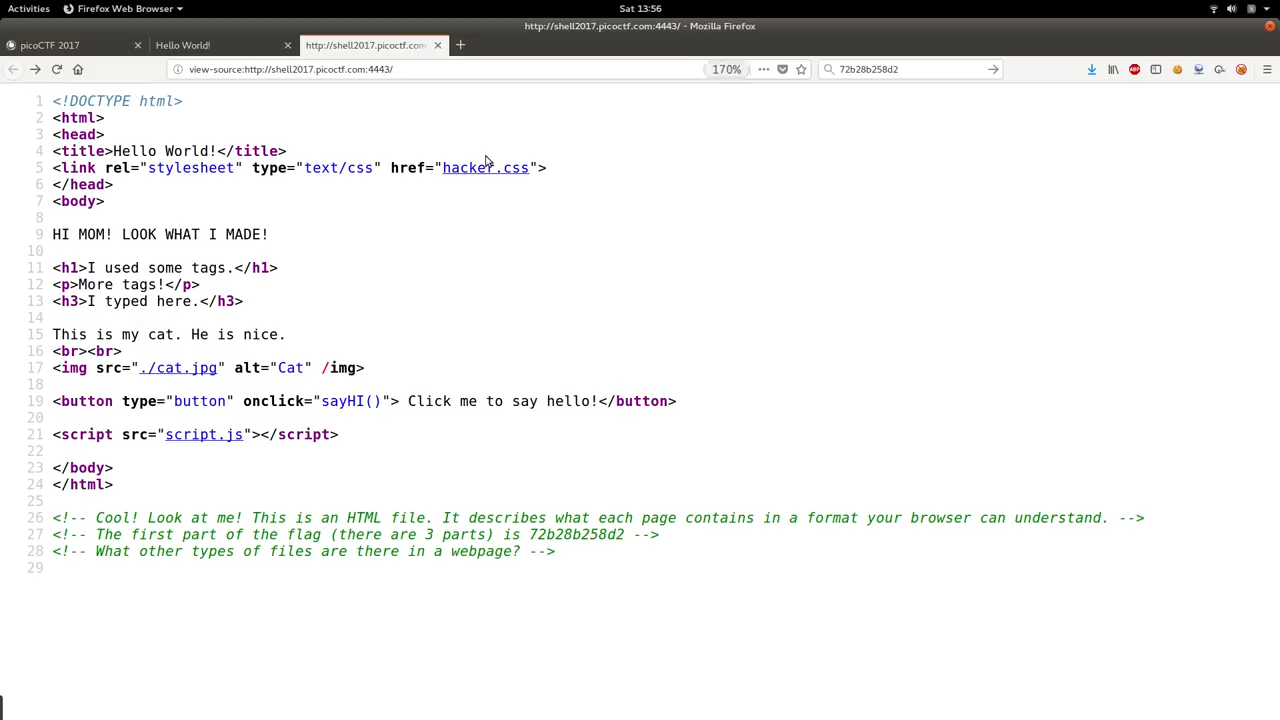 Activities Firefox Web Browser Sat 13:56
http://shell2017.picoctf.com:4443/ - Mozilla Firefox
picoCTF 2017 Hello World! http://shell2017.picoctf.com
view-source:http://shell2017.picoctf.com:4443/ 170% 72b28b258d2
1 <!DOCTYPE html>
2 <html>
3 <head>
4 <title>Hello World!</title>
5 <link rel="stylesheet" type="text/css" href="hacker.css">
6 </head>
7 <body>
8
9 HI MOM! LOOK WHAT I MADE!
10
11 <h1>I used some tags.</h1>
12 <p>More tags!</p>
13 <h3>I typed here.</h3>
14
15 This is my cat. He is nice.
16 <br><br>
17 <img src="./cat.jpg" alt="Cat" /img>
18
19 <button type="button" onclick="sayHI()"> Click me to say hello!</button>
20
21 <script src="script.js"></script>
22
23 </body>
24 </html>
25
26 <!-- Cool! Look at me! This is an HTML file. It describes what each page contains in a format your browser can understand. -->
27 <!-- The first part of the flag (there are 3 parts) is 72b28b258d2 -->
28 <!-- What other types of files are there in a webpage? -->
29